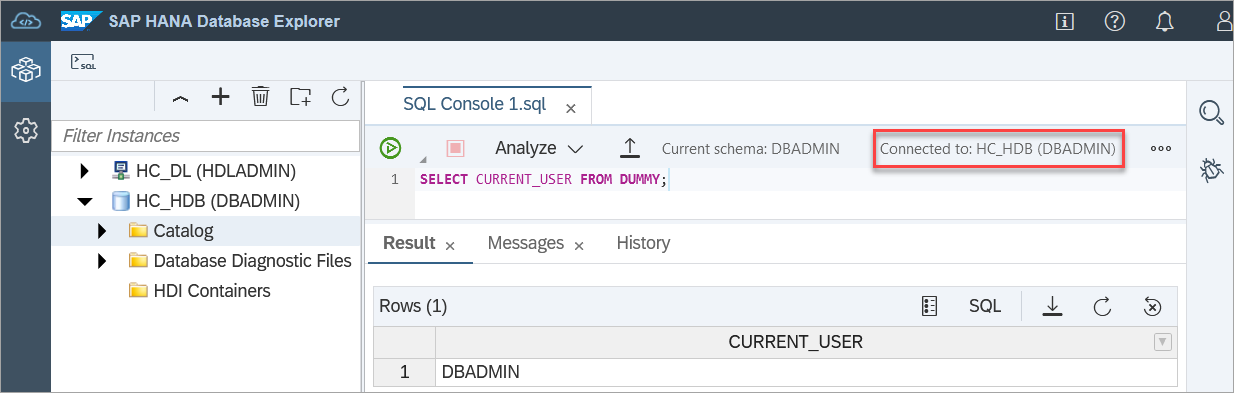 SAP SAP HANA Database Explorer
SQL
SQL Console 1.sql
Filter Instances
Analyze Current schema: DBADMIN Connected to: HC_HDB (DBADMIN)
HC_DL (HDLADMIN)
1 SELECT CURRENT_USER FROM DUMMY;
HC_HDB (DBADMIN)
Catalog
Database Diagnostic Files
HDI Containers
Result Messages History
Rows (1) SQL
CURRENT_USER
1 DBADMIN